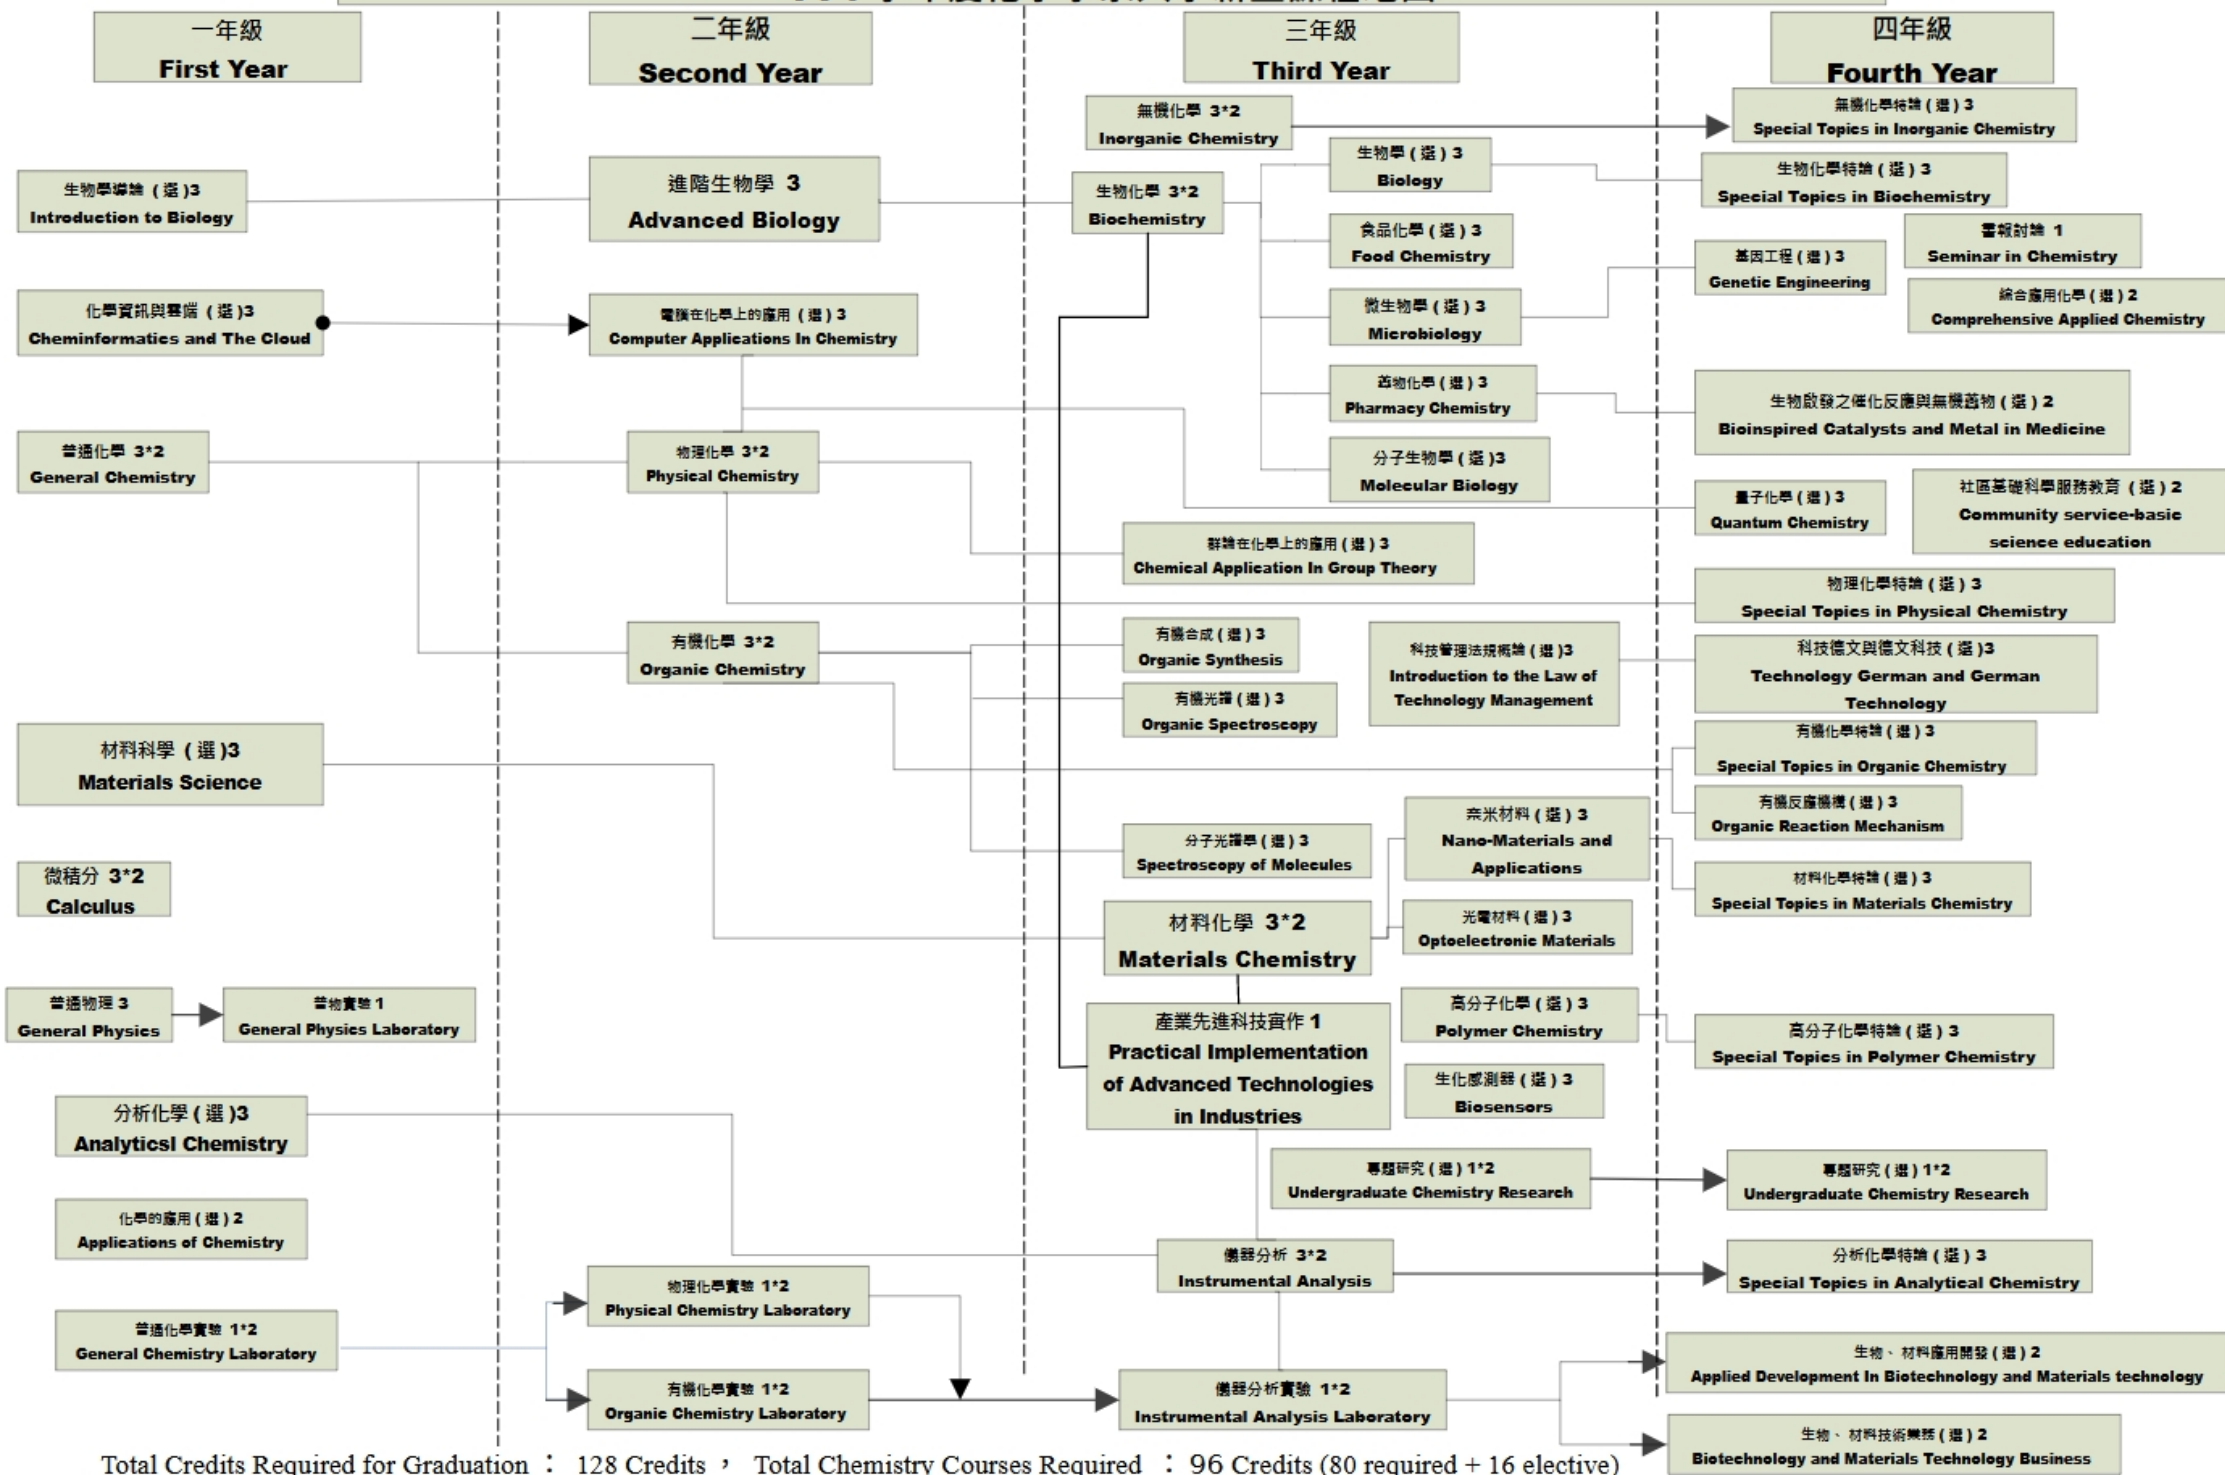 一年級
First Year
二年級
Second Year
三年級
Third Year
四年級
Fourth Year
生物學導論 ( 選 )3
Introduction to Biology
化學資訊與雲端 ( 選 )3
Cheminformatics and The Cloud
普通化學 3*2
General Chemistry
材料科學 ( 選 )3
Materials Science
微積分 3*2
Calculus
普通物理 3
General Physics
普物實驗 1
General Physics Laboratory
分析化學 ( 選 )3
Analyticsl Chemistry
化學的應用 ( 選 ) 2
Applications of Chemistry
普通化學實驗 1*2
General Chemistry Laboratory
進階生物學 3
Advanced Biology
電腦在化學上的應用 ( 選 ) 3
Computer Applications In Chemistry
物理化學 3*2
Physical Chemistry
有機化學 3*2
Organic Chemistry
物理化學實驗 1*2
Physical Chemistry Laboratory
有機化學實驗 1*2
Organic Chemistry Laboratory
無機化學 3*2
Inorganic Chemistry
生物化學 3*2
Biochemistry
生物學 ( 選 ) 3
Biology
食品化學 ( 選 ) 3
Food Chemistry
微生物學 ( 選 ) 3
Microbiology
葯物化學 ( 選 ) 3
Pharmacy Chemistry
分子生物學 ( 選 )3
Molecular Biology
群論在化學上的應用 ( 選 ) 3
Chemical Application In Group Theory
有機合成 ( 選 ) 3
Organic Synthesis
有機光譜 ( 選 ) 3
Organic Spectroscopy
科技管理法規概論 ( 選 )3
Introduction to the Law of
Technology Management
分子光譜學 ( 選 ) 3
Spectroscopy of Molecules
奈米材料 ( 選 ) 3
Nano-Materials and
Applications
材料化學 3*2
Materials Chemistry
光電材料 ( 選 ) 3
Optoelectronic Materials
產業先進科技實作 1
Practical Implementation
of Advanced Technologies
in Industries
高分子化學 ( 選 ) 3
Polymer Chemistry
生化感測器 ( 選 ) 3
Biosensors
專題研究 ( 選 ) 1*2
Undergraduate Chemistry Research
儀器分析 3*2
Instrumental Analysis
儀器分析實驗 1*2
Instrumental Analysis Laboratory
無機化學特論 ( 選 ) 3
Special Topics in Inorganic Chemistry
生物化學特論 ( 選 ) 3
Special Topics in Biochemistry
書報討論 1
Seminar in Chemistry
基因工程 ( 選 ) 3
Genetic Engineering
綜合應用化學 ( 選 ) 2
Comprehensive Applied Chemistry
生物啟發之催化反應與無機葯物 ( 選 ) 2
Bioinspired Catalysts and Metal in Medicine
量子化學 ( 選 ) 3
Quantum Chemistry
社區基礎科學服務教育 ( 選 ) 2
Community service-basic
science education
物理化學特論 ( 選 ) 3
Special Topics in Physical Chemistry
科技德文與德文科技 ( 選 )3
Technology German and German
Technology
有機化學特論 ( 選 ) 3
Special Topics in Organic Chemistry
有機反應機構 ( 選 ) 3
Organic Reaction Mechanism
材料化學特論 ( 選 ) 3
Special Topics in Materials Chemistry
高分子化學特論 ( 選 ) 3
Special Topics in Polymer Chemistry
專題研究 ( 選 ) 1*2
Undergraduate Chemistry Research
分析化學特論 ( 選 ) 3
Special Topics in Analytical Chemistry
生物、 材料應用開發 ( 選 ) 2
Applied Development In Biotechnology and Materials technology
生物、 材料技術業務 ( 選 ) 2
Biotechnology and Materials Technology Business
Total Credits Required for Graduation ： 128 Credits ， Total Chemistry Courses Required ：96 Credits (80 required + 16 elective)